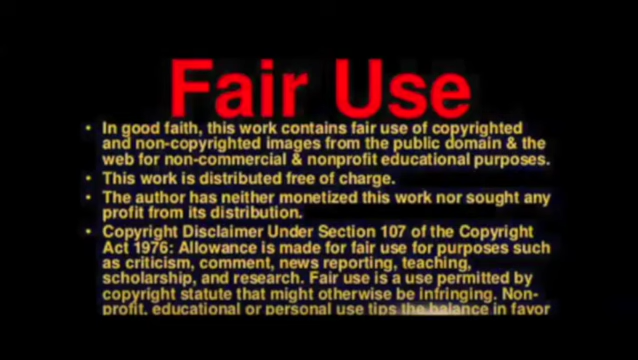 Fair Use
• In good faith, this work contains fair use of copyrighted
and non-copyrighted images from the public domain & the
web for non-commercial & nonprofit educational purposes.
• This work is distributed free of charge.
• The author has neither monetized this work nor sought any
profit from its distribution.
• Copyright Disclaimer Under Section 107 of the Copyright
Act 1976: Allowance is made for fair use for purposes such
as criticism, comment, news reporting, teaching,
scholarship, and research. Fair use is a use permitted by
copyright statute that might otherwise be infringing. Non-
profit, educational or personal use tips the balance in favor